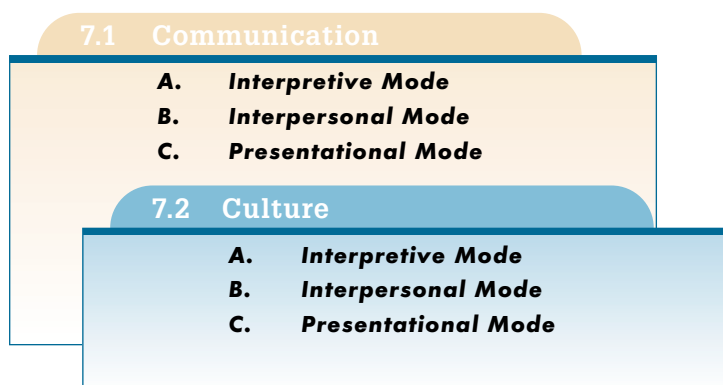 7.1 Communication
A. Interpretive Mode
B. Interpersonal Mode
C. Presentational Mode
7.2 Culture
A. Interpretive Mode
B. Interpersonal Mode
C. Presentational Mode